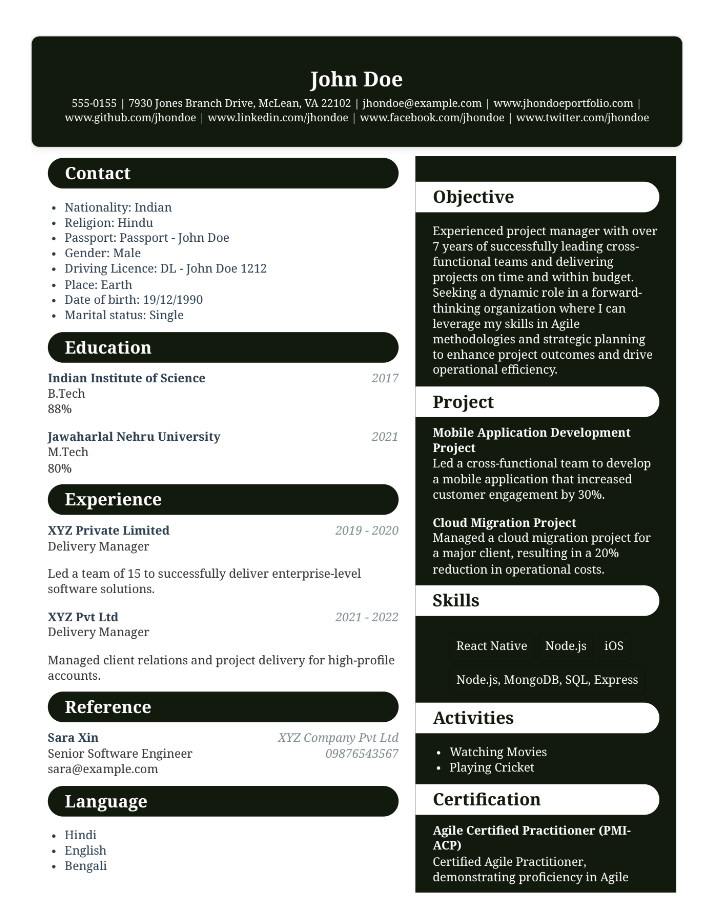 John Doe
555-0155 | 7930 Jones Branch Drive, McLean, VA 22102 | jhondoe@example.com | www.jhondoeportfolio.com |
www.github.com/jhondoe | www.linkedin.com/jhondoe | www.facebook.com/jhondoe | www.twitter.com/jhondoe
Contact
• Nationality: Indian
• Religion: Hindu
• Passport: Passport - John Doe
• Gender: Male
• Driving Licence: DL - John Doe 1212
• Place: Earth
• Date of birth: 19/12/1990
• Marital status: Single
Education
Indian Institute of Science 2017
B.Tech
88%
Jawaharlal Nehru University 2021
M.Tech
80%
Experience
XYZ Private Limited 2019 - 2020
Delivery Manager
Led a team of 15 to successfully deliver enterprise-level
software solutions.
XYZ Pvt Ltd 2021 - 2022
Delivery Manager
Managed client relations and project delivery for high-profile
accounts.
Reference
Sara Xin XYZ Company Pvt Ltd
Senior Software Engineer 09876543567
sara@example.com
Language
• Hindi
• English
• Bengali
Objective
Experienced project manager with over
7 years of successfully leading cross-
functional teams and delivering
projects on time and within budget.
Seeking a dynamic role in a forward-
thinking organization where I can
leverage my skills in Agile
methodologies and strategic planning
to enhance project outcomes and drive
operational efficiency.
Project
Mobile Application Development
Project
Led a cross-functional team to develop
a mobile application that increased
customer engagement by 30%.
Cloud Migration Project
Managed a cloud migration project for
a major client, resulting in a 20%
reduction in operational costs.
Skills
React Native Node.js iOS
Node.js, MongoDB, SQL, Express
Activities
• Watching Movies
• Playing Cricket
Certification
Agile Certified Practitioner (PMI-
ACP)
Certified Agile Practitioner,
demonstrating proficiency in Agile